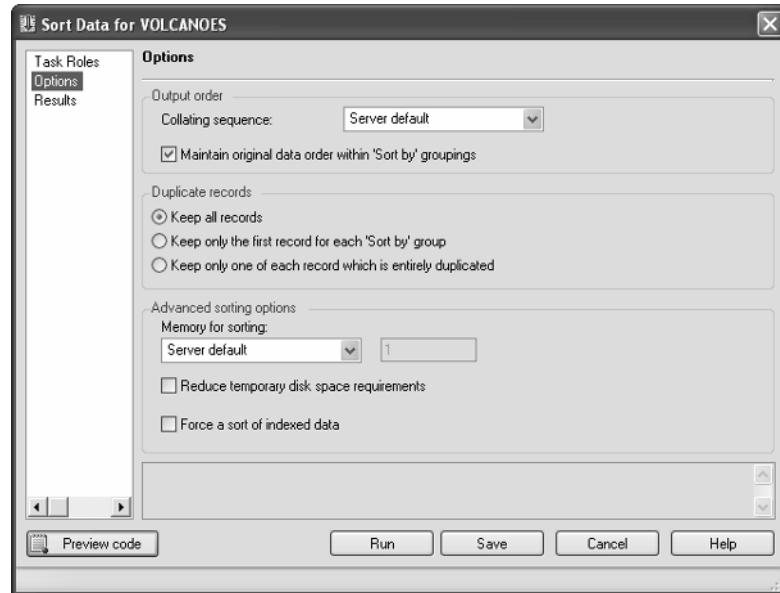 Sort Data for VOLCANOES
Task Roles
Options
Results
Options
Output order
Collating sequence: Server default
Maintain original data order within 'Sort by' groupings
Duplicate records
Keep all records
Keep only the first record for each 'Sort by' group
Keep only one of each record which is entirely duplicated
Advanced sorting options
Memory for sorting:
Server default 1
Reduce temporary disk space requirements
Force a sort of indexed data
Preview code Run Save Cancel Help